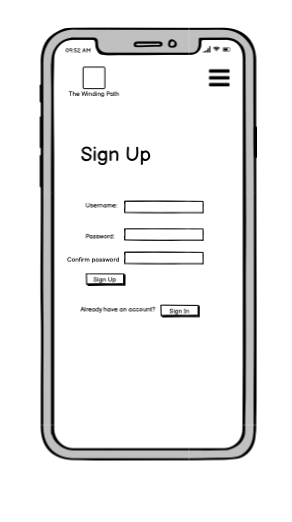 09:52 AM
The Winding Path
Sign Up
Username:
Password:
Confirm password
Sign Up
Already have an account? Sign In